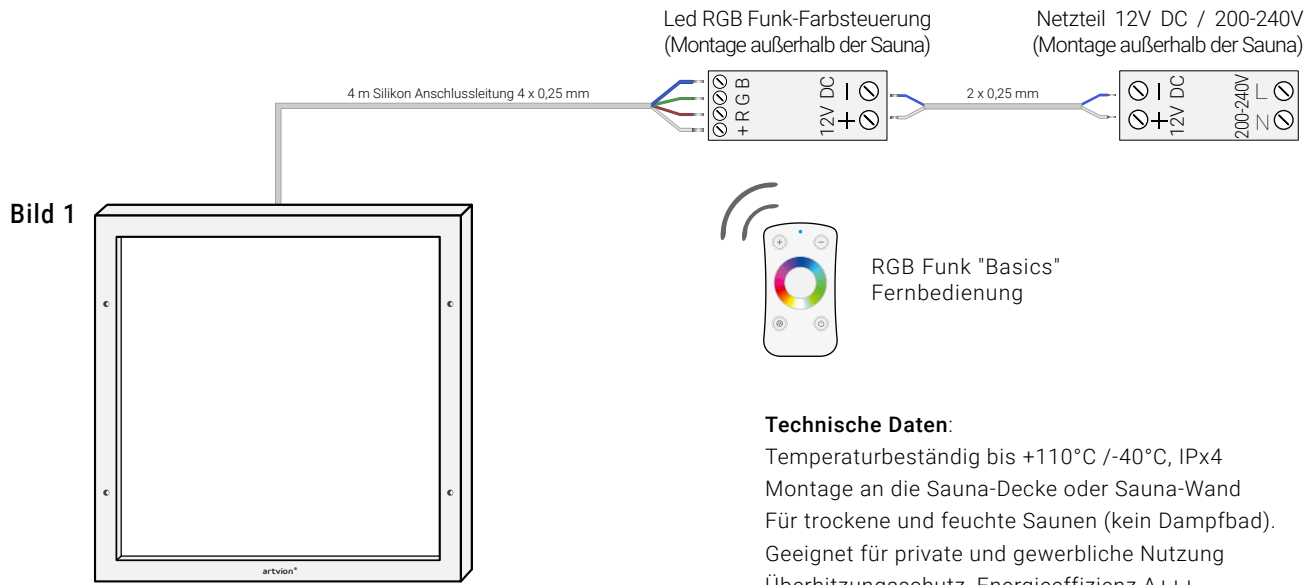 Led RGB Funk-Farbsteuerung
(Montage außerhalb der Sauna)
Netzteil 12V DC / 200-240V
(Montage außerhalb der Sauna)
4 m Silikon Anschlussleitung 4 x 0,25 mm
+ R G B
12V DC
+ –
2 x 0,25 mm
– +
12V DC
200-240V
L
N
Bild 1
RGB Funk "Basics"
Fernbedienung
artvion®
Technische Daten:
Temperaturbeständig bis +110°C /-40°C, IPx4
Montage an die Sauna-Decke oder Sauna-Wand
Für trockene und feuchte Saunen (kein Dampfbad).
Geeignet für private und gewerbliche Nutzung
Überhitzungsschutz, Energieeffizienz A+++